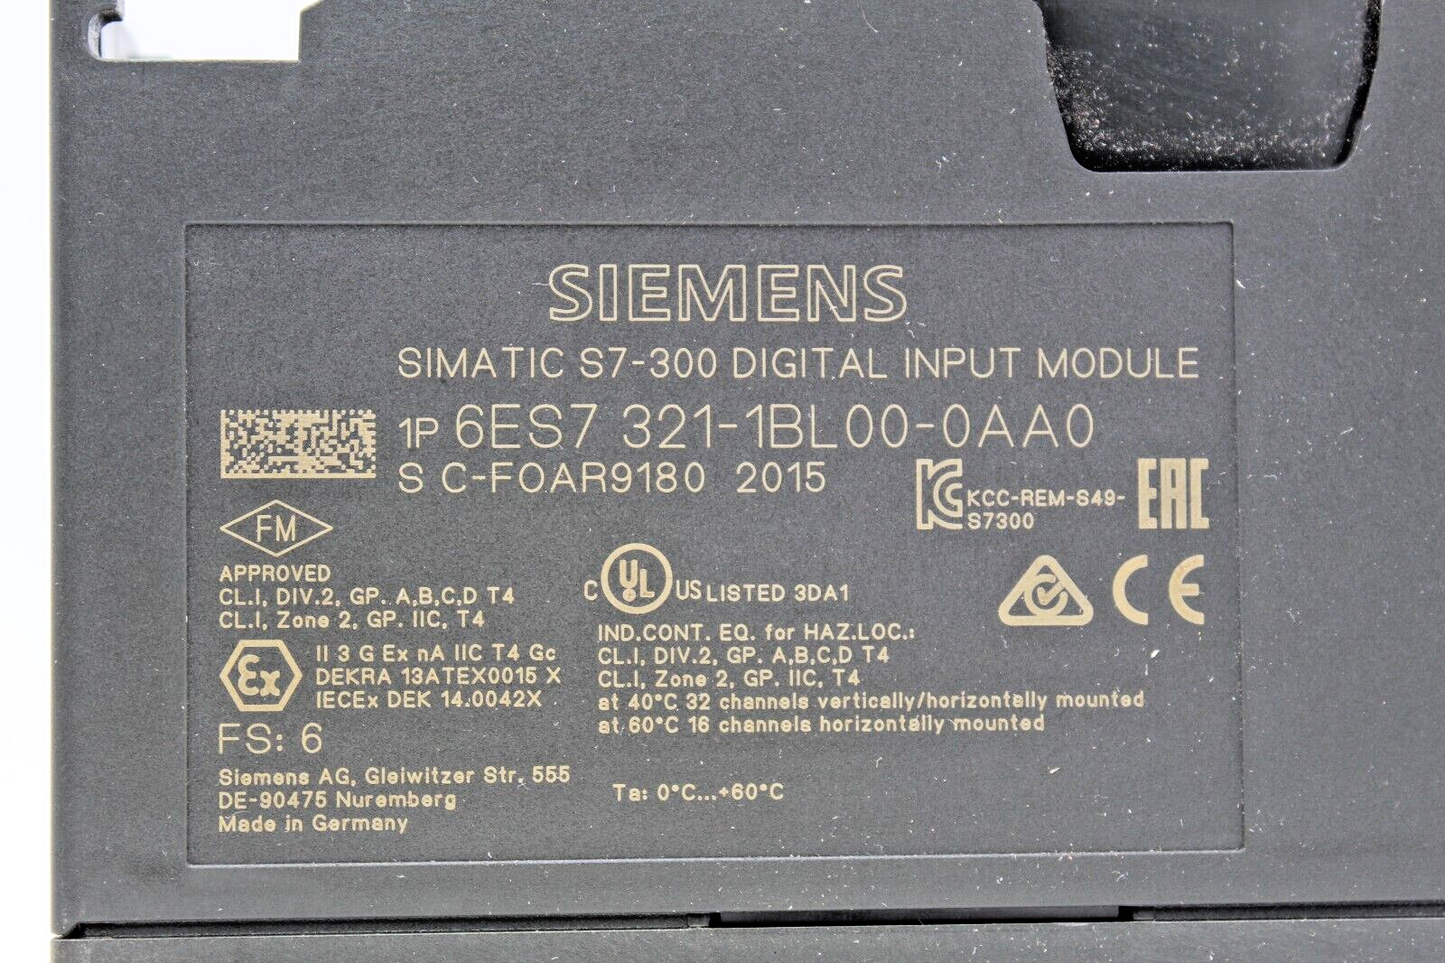 SIEMENS
SIMATIC S7-300 DIGITAL INPUT MODULE
1P 6ES7 321-1BL00-0AA0
S C-FOAR9180 2015
KCC-REM-S49-
S7300
EAC
FM
APPROVED
CL.I, DIV.2, GP. A,B,C,D T4
CL.I, Zone 2, GP. IIC, T4
C UL US LISTED 3DA1
IND.CONT. EQ. for HAZ.LOC.:
CL.I, DIV.2, GP. A,B,C,D T4
CL.I, Zone 2, GP. IIC, T4
at 40°C 32 channels vertically/horizontally mounted
at 60°C 16 channels horizontally mounted
CE
Ex
II 3 G Ex nA IIC T4 Gc
DEKRA 13ATEX0015 X
IECEx DEK 14.0042X
FS: 6
Siemens AG, Gleiwitzer Str. 555
DE-90475 Nuremberg
Made in Germany
Ta: 0°C...+60°C